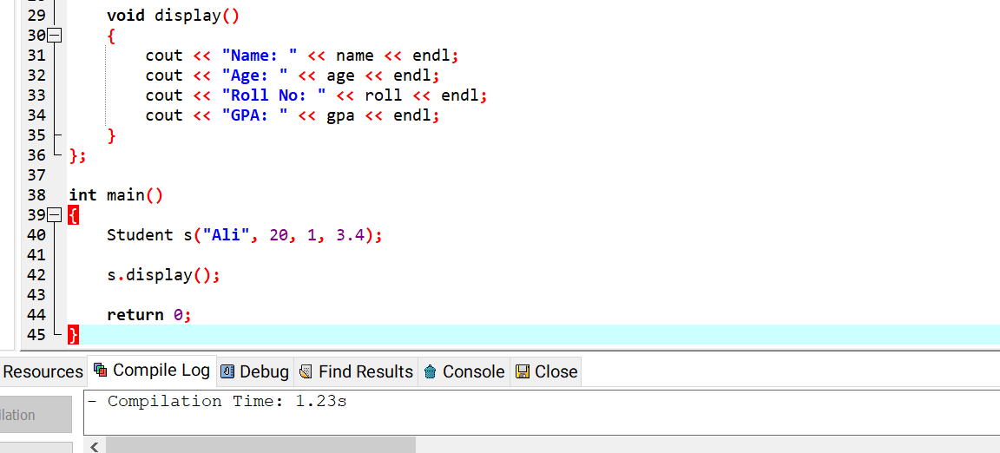 29 void display()
30 {
31 cout << "Name: " << name << endl;
32 cout << "Age: " << age << endl;
33 cout << "Roll No: " << roll << endl;
34 cout << "GPA: " << gpa << endl;
35 }
36 };
37
38 int main()
39 {
40 Student s("Ali", 20, 1, 3.4);
41
42 s.display();
43
44 return 0;
45 }
Resources Compile Log Debug Find Results Console Close
- Compilation Time: 1.23s
ilation